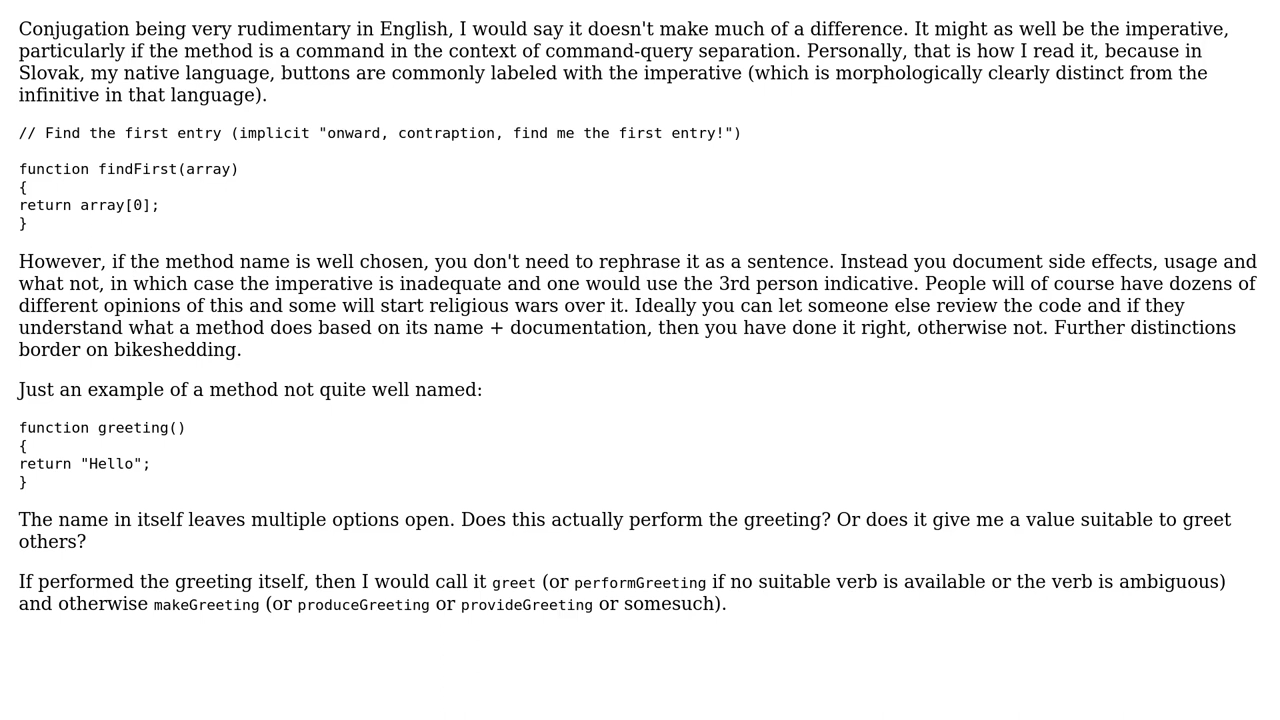 Conjugation being very rudimentary in English, I would say it doesn't make much of a difference. It might as well be the imperative,
particularly if the method is a command in the context of command-query separation. Personally, that is how I read it, because in
Slovak, my native language, buttons are commonly labeled with the imperative (which is morphologically clearly distinct from the
infinitive in that language).
// Find the first entry (implicit "onward, contraption, find me the first entry!")
function findFirst(array)
{
return array[0];
}
However, if the method name is well chosen, you don't need to rephrase it as a sentence. Instead you document side effects, usage and
what not, in which case the imperative is inadequate and one would use the 3rd person indicative. People will of course have dozens of
different opinions of this and some will start religious wars over it. Ideally you can let someone else review the code and if they
understand what a method does based on its name + documentation, then you have done it right, otherwise not. Further distinctions
border on bikeshedding.
Just an example of a method not quite well named:
function greeting()
{
return "Hello";
}
The name in itself leaves multiple options open. Does this actually perform the greeting? Or does it give me a value suitable to greet
others?
If performed the greeting itself, then I would call it greet (or performGreeting if no suitable verb is available or the verb is ambiguous)
and otherwise makeGreeting (or produceGreeting or provideGreeting or somesuch).